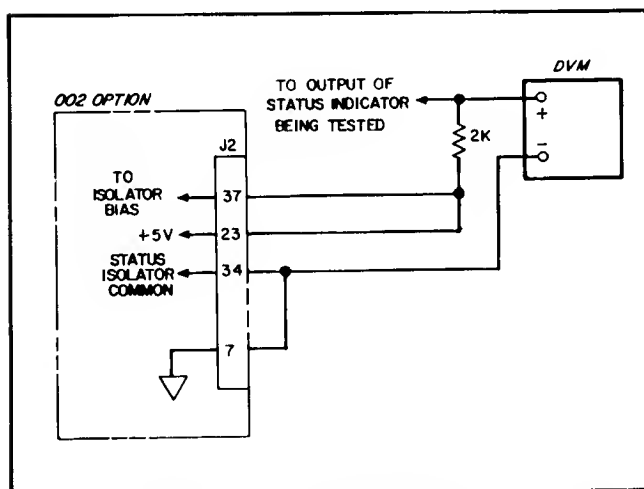 DVM
002 OPTION
TO OUTPUT OF
STATUS INDICATOR
BEING TESTED
+
-
2K
J2
TO
ISOLATOR
BIAS
37
+5V
23
STATUS
ISOLATOR
COMMON
34
7